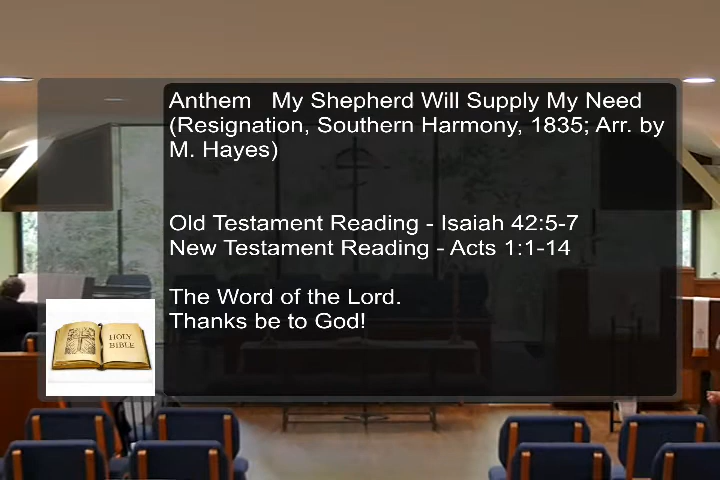 Anthem   My Shepherd Will Supply My Need
(Resignation, Southern Harmony, 1835; Arr. by
M. Hayes)
Old Testament Reading - Isaiah 42:5-7
New Testament Reading - Acts 1:1-14
The Word of the Lord.
Thanks be to God!
HOLY
BIBLE